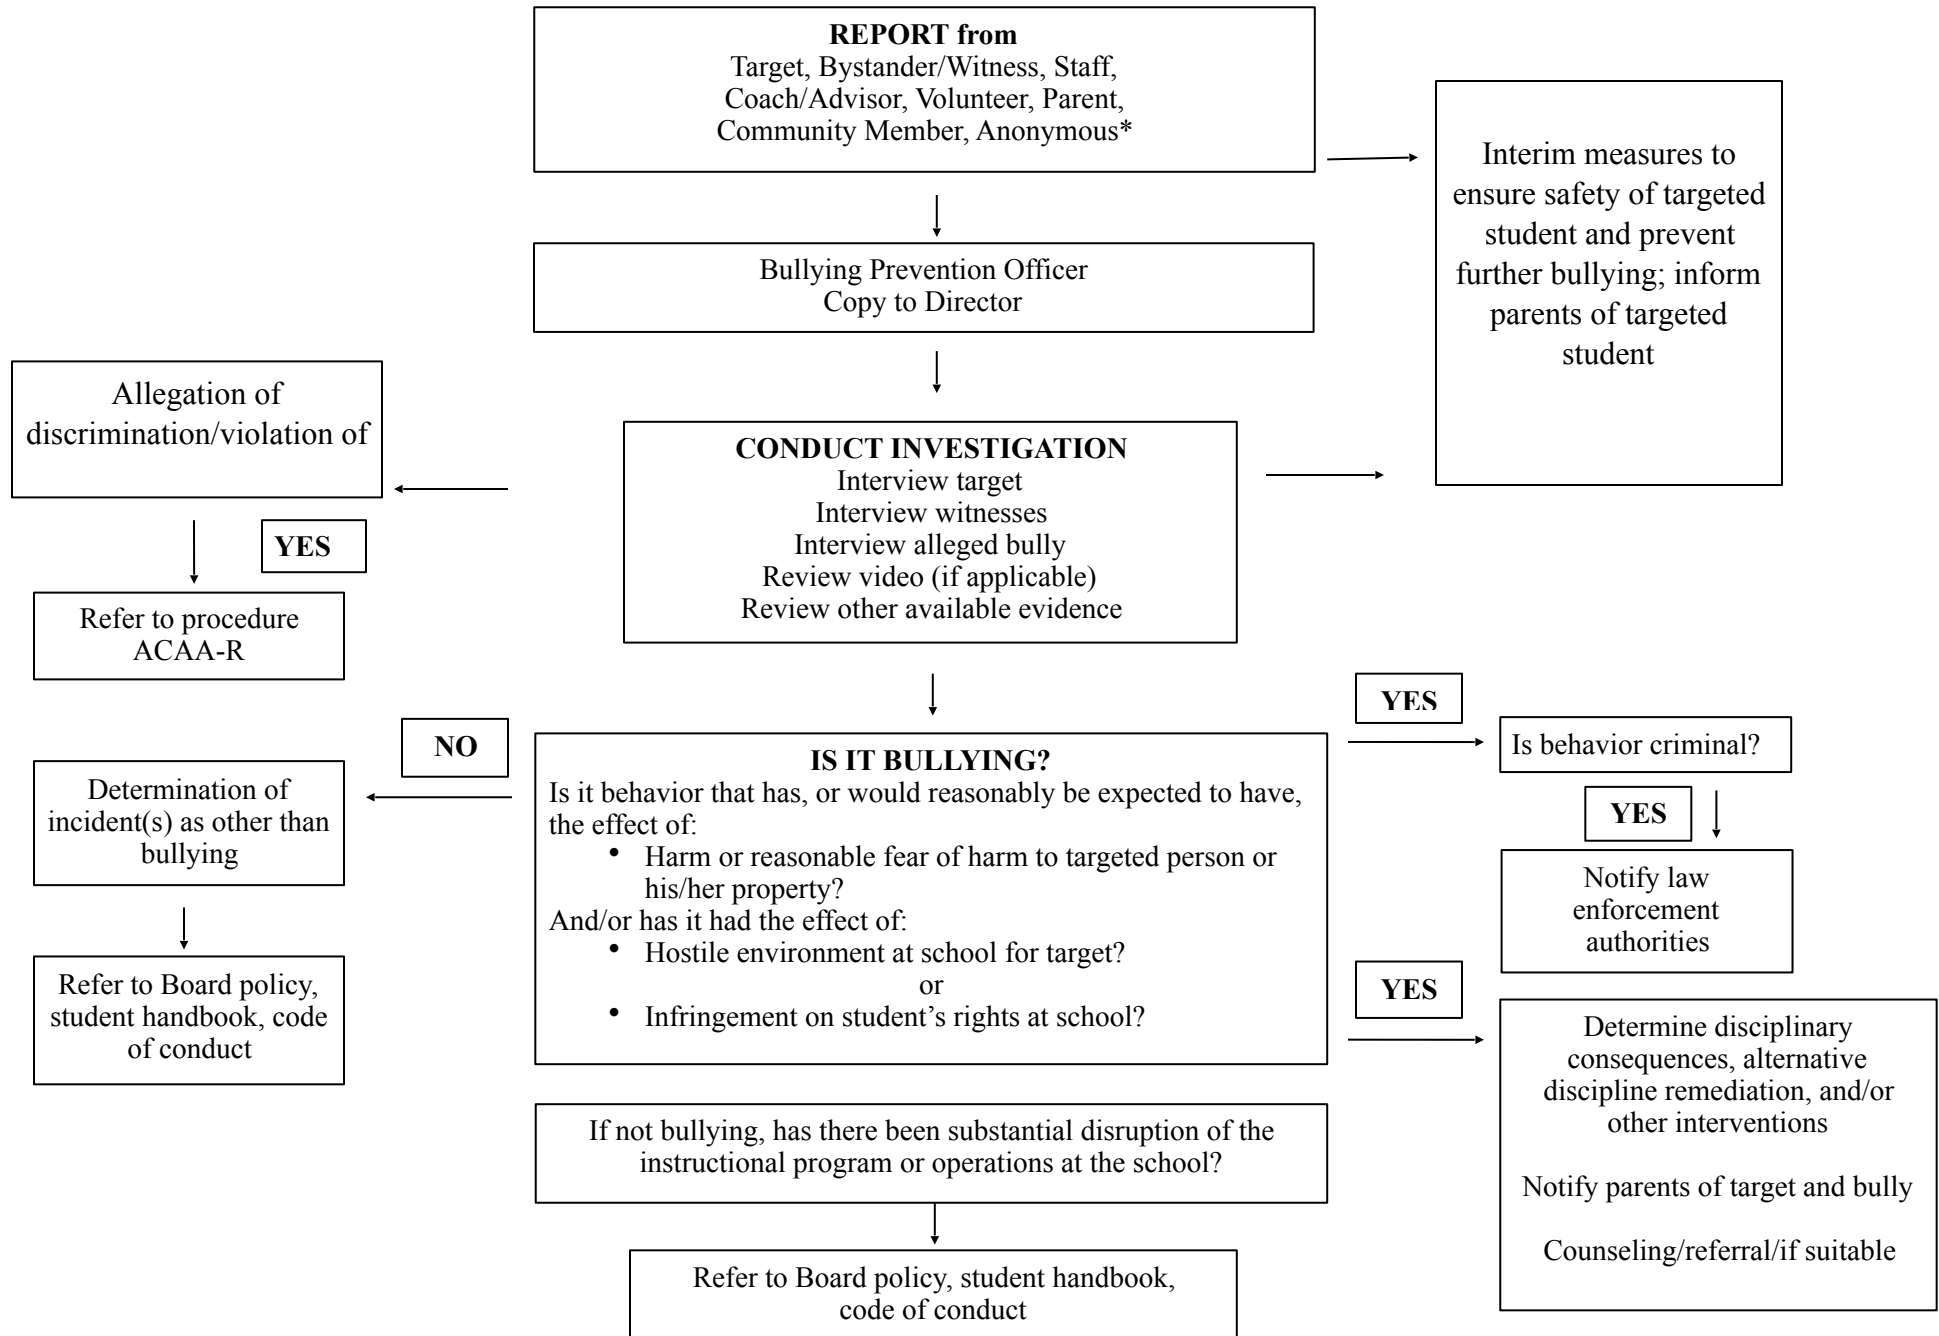 REPORT from
Target, Bystander/Witness, Staff,
Coach/Advisor, Volunteer, Parent,
Community Member, Anonymous*
Interim measures to
ensure safety of targeted
student and prevent
further bullying; inform
parents of targeted
student
Bullying Prevention Officer
Copy to Director
Allegation of
discrimination/violation of
YES
Refer to procedure
ACAA-R
CONDUCT INVESTIGATION
Interview target
Interview witnesses
Interview alleged bully
Review video (if applicable)
Review other available evidence
NO
Determination of
incident(s) as other than
bullying
Refer to Board policy,
student handbook, code
of conduct
IS IT BULLYING?
Is it behavior that has, or would reasonably be expected to have,
the effect of:
• Harm or reasonable fear of harm to targeted person or
his/her property?
And/or has it had the effect of:
• Hostile environment at school for target?
or
• Infringement on student’s rights at school?
YES
Is behavior criminal?
YES
Notify law
enforcement
authorities
YES
Determine disciplinary
consequences, alternative
discipline remediation, and/or
other interventions
Notify parents of target and bully
Counseling/referral/if suitable
If not bullying, has there been substantial disruption of the
instructional program or operations at the school?
Refer to Board policy, student handbook,
code of conduct